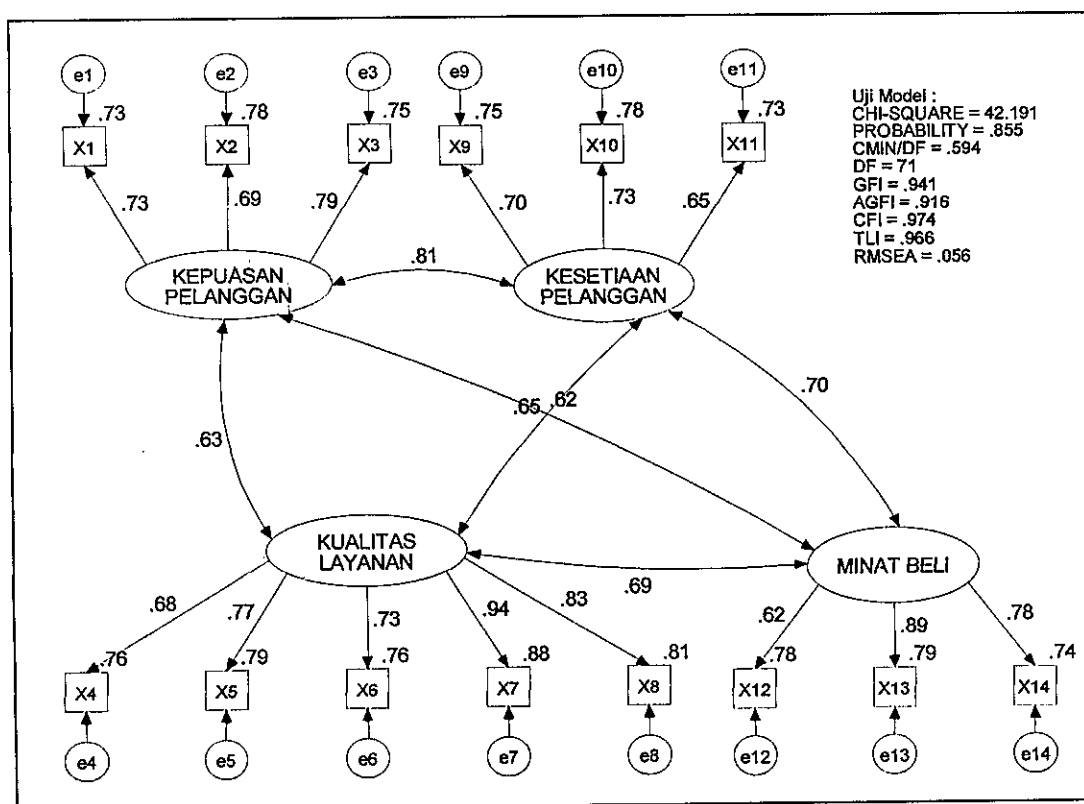 e1 e2 e3 e9 e10 e11
.73 .78 .75 .75 .78 .73
X1 X2 X3 X9 X10 X11
.73 .69 .79 .70 .73 .65
Uji Model :
CHI-SQUARE = 42.191
PROBABILITY = .855
CMIN/DF = .594
DF = 71
GFI = .941
AGFI = .916
CFI = .974
TLI = .966
RMSEA = .056
KEPUASAN
PELANGGAN
.81
KESETIAAN
PELANGGAN
.63
.65
.62
.70
KUALITAS
LAYANAN
.69
MINAT BELI
.68 .77 .73 .94 .83 .62 .89 .78
.76 .79 .76 .88 .81 .78 .79 .74
X4 X5 X6 X7 X8 X12 X13 X14
e4 e5 e6 e7 e8 e12 e13 e14